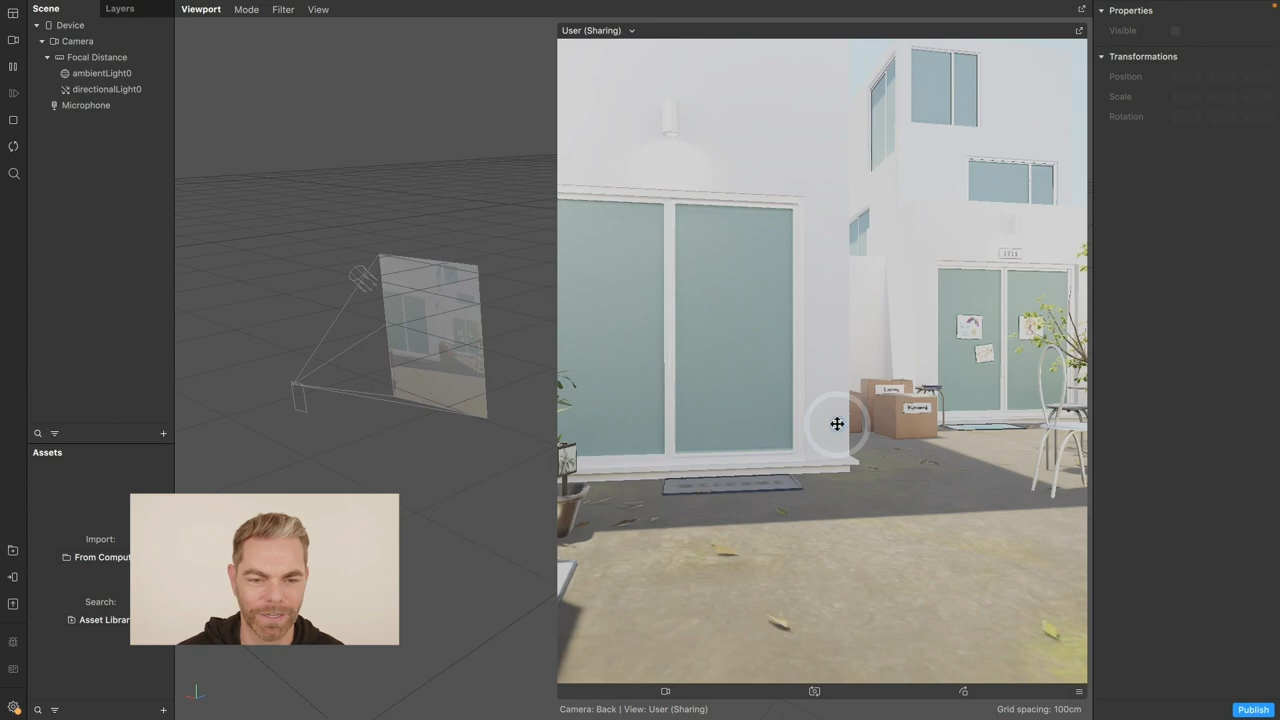 Scene
Layers
Viewport
Mode
Filter
View
Properties
Device
Visible
Camera
Focal Distance
Transformations
ambientLight0
Position
directionalLight0
Scale
Microphone
Rotation
User (Sharing)
1211
Assets
Import:
From Comput
Search:
Asset Librar
Camera: Back | View: User (Sharing)
Grid spacing: 100cm
Publish